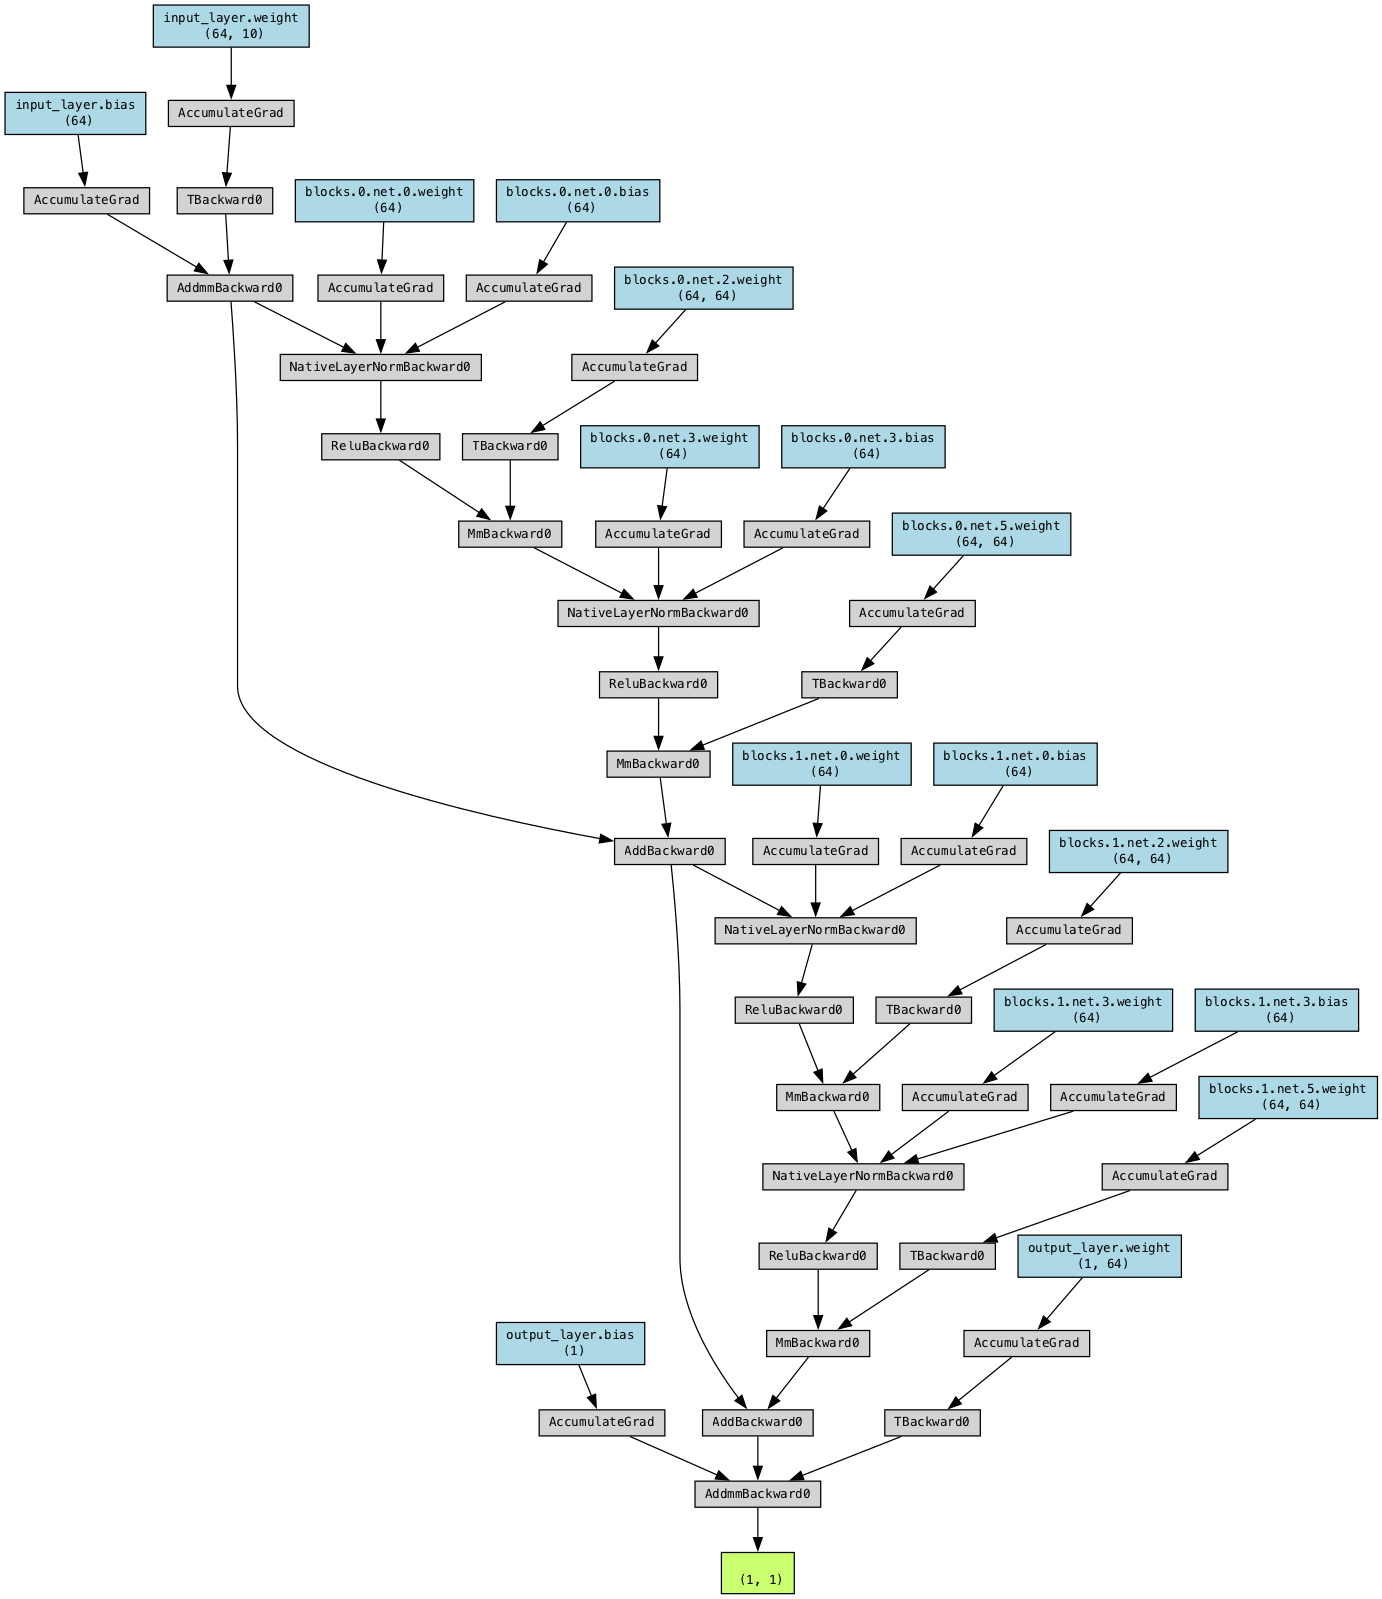 input_layer.weight
(64, 10)
input_layer.bias
(64)
AccumulateGrad
AccumulateGrad
TBackward0
blocks.0.net.0.weight
(64)
blocks.0.net.0.bias
(64)
AddmmBackward0
AccumulateGrad
AccumulateGrad
blocks.0.net.2.weight
(64, 64)
NativeLayerNormBackward0
AccumulateGrad
ReluBackward0
TBackward0
blocks.0.net.3.weight
(64)
blocks.0.net.3.bias
(64)
MmBackward0
AccumulateGrad
AccumulateGrad
blocks.0.net.5.weight
(64, 64)
NativeLayerNormBackward0
AccumulateGrad
ReluBackward0
TBackward0
MmBackward0
blocks.1.net.0.weight
(64)
blocks.1.net.0.bias
(64)
AddBackward0
AccumulateGrad
AccumulateGrad
blocks.1.net.2.weight
(64, 64)
NativeLayerNormBackward0
AccumulateGrad
ReluBackward0
TBackward0
blocks.1.net.3.weight
(64)
blocks.1.net.3.bias
(64)
MmBackward0
AccumulateGrad
AccumulateGrad
blocks.1.net.5.weight
(64, 64)
NativeLayerNormBackward0
AccumulateGrad
ReluBackward0
TBackward0
output_layer.weight
(1, 64)
output_layer.bias
(1)
MmBackward0
AccumulateGrad
AccumulateGrad
AddBackward0
TBackward0
AddmmBackward0
(1, 1)